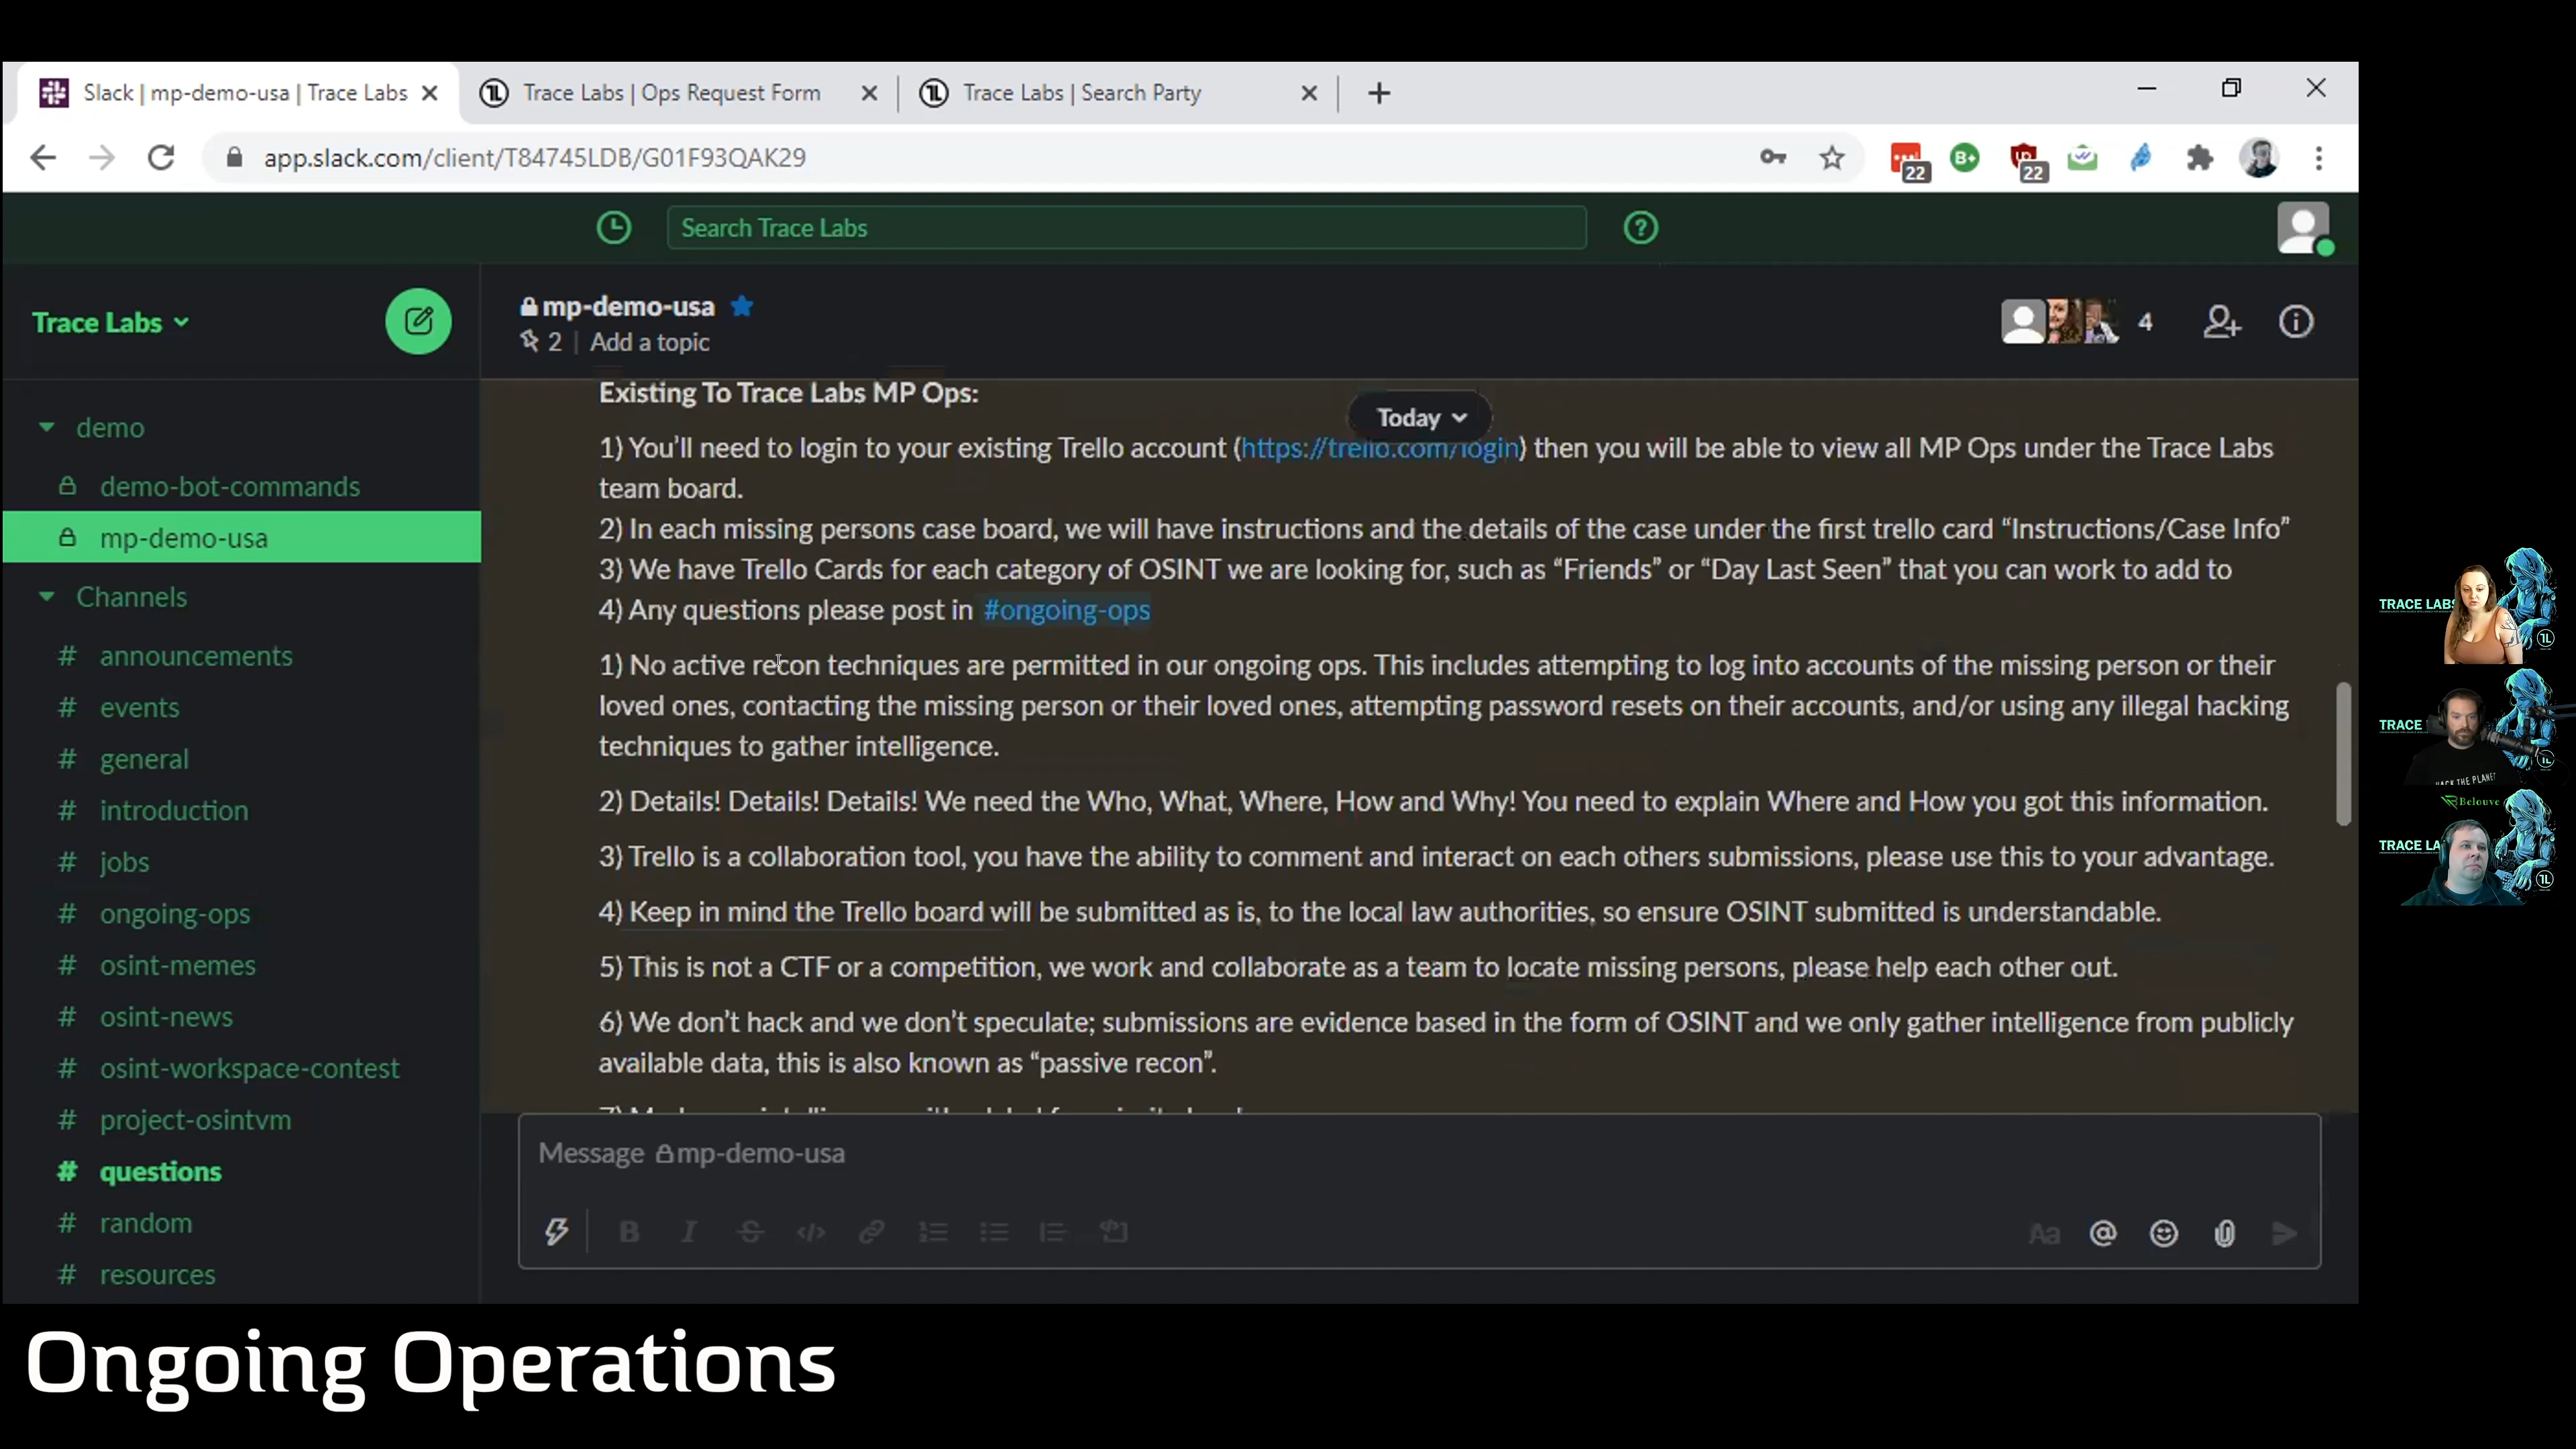 Slack | mp-demo-usa | Trace Labs
Trace Labs | Ops Request Form
Trace Labs | Search Party
app.slack.com/client/T84745LDB/G01F93QAK29
22
B+
22
Search Trace Labs
Trace Labs
mp-demo-usa
2 | Add a topic
4
demo
demo-bot-commands
mp-demo-usa
Channels
# announcements
# events
# general
# introduction
# jobs
# ongoing-ops
# osint-memes
# osint-news
# osint-workspace-contest
# project-osintvm
# questions
# random
# resources
Existing To Trace Labs MP Ops:
Today
1) You’ll need to login to your existing Trello account (https://trello.com/login) then you will be able to view all MP Ops under the Trace Labs
team board.
2) In each missing persons case board, we will have instructions and the details of the case under the first trello card “Instructions/Case Info”
3) We have Trello Cards for each category of OSINT we are looking for, such as “Friends” or “Day Last Seen” that you can work to add to
4) Any questions please post in #ongoing-ops
1) No active recon techniques are permitted in our ongoing ops. This includes attempting to log into accounts of the missing person or their
loved ones, contacting the missing person or their loved ones, attempting password resets on their accounts, and/or using any illegal hacking
techniques to gather intelligence.
2) Details! Details! Details! We need the Who, What, Where, How and Why! You need to explain Where and How you got this information.
3) Trello is a collaboration tool, you have the ability to comment and interact on each others submissions, please use this to your advantage.
4) Keep in mind the Trello board will be submitted as is, to the local law authorities, so ensure OSINT submitted is understandable.
5) This is not a CTF or a competition, we work and collaborate as a team to locate missing persons, please help each other out.
6) We don’t hack and we don’t speculate; submissions are evidence based in the form of OSINT and we only gather intelligence from publicly
available data, this is also known as “passive recon”.
Message mp-demo-usa
B I S </>
Aa @
TRACE LABS
TRACE
HACK THE PLANET
Belouve
TRACE LA
Ongoing Operations